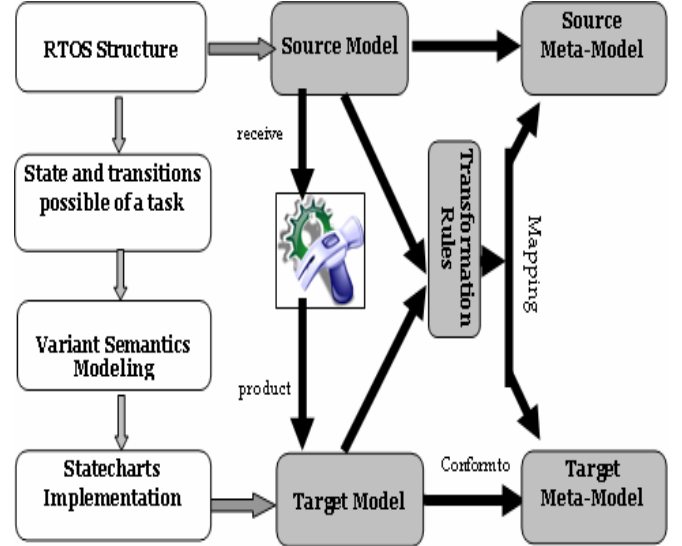 RTOS Structure
Source Model
Source
Meta-Model
receive
State and transitions
possible of a task
Transformation
Rules
Mapping
Variant Semantics
Modeling
product
Statecharts
Implementation
Target Model
Conformto
Target
Meta-Model